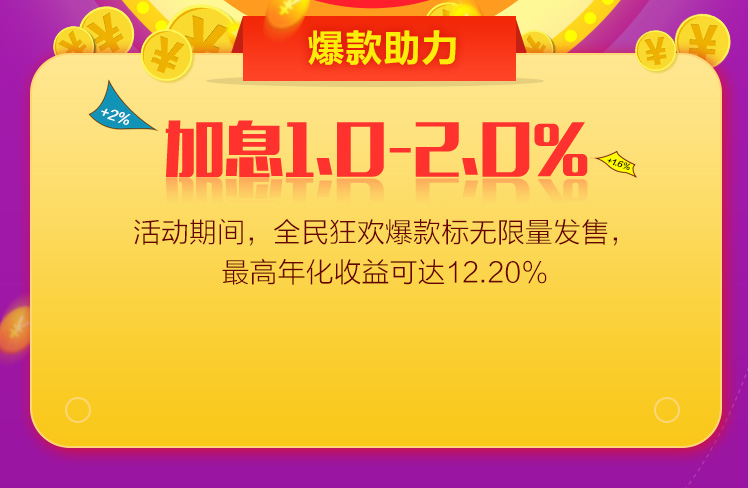 爆款助力
+2%
加息1.0-2.0%
+1.6%
活动期间，全民狂欢爆款标无限量发售，
最高年化收益可达12.20%